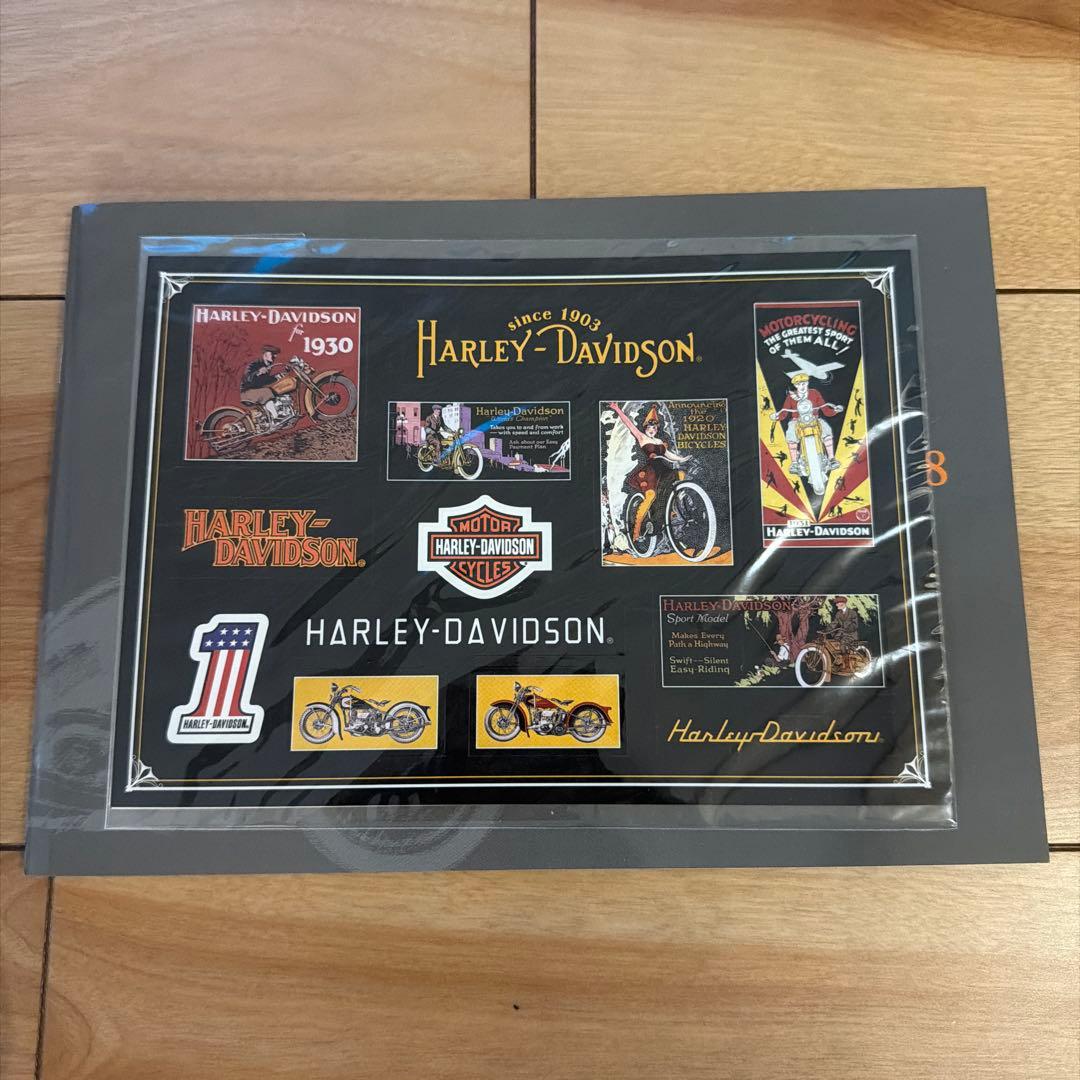 HARLEY-DAVIDSON
for
1930
since 1903
HARLEY-DAVIDSON®
MOTORCYCLING
THE GREATEST SPORT
OF THEM ALL!
1933
HARLEY-DAVIDSON
Harley-Davidson
"World's Champion"
Takes you to and from work
—with speed and comfort
Ask about our Easy
Payment Plan
Announcing
the
1920
HARLEY
DAVIDSON
BICYCLES
8
HARLEY-
DAVIDSON®
MOTOR
HARLEY-DAVIDSON
CYCLES
1
HARLEY-DAVIDSON®
HARLEY-DAVIDSON®
HARLEY-DAVIDSON
Sport Model
Makes Every
Path a Highway
Swift—Silent
Easy-Riding
Harley-Davidson